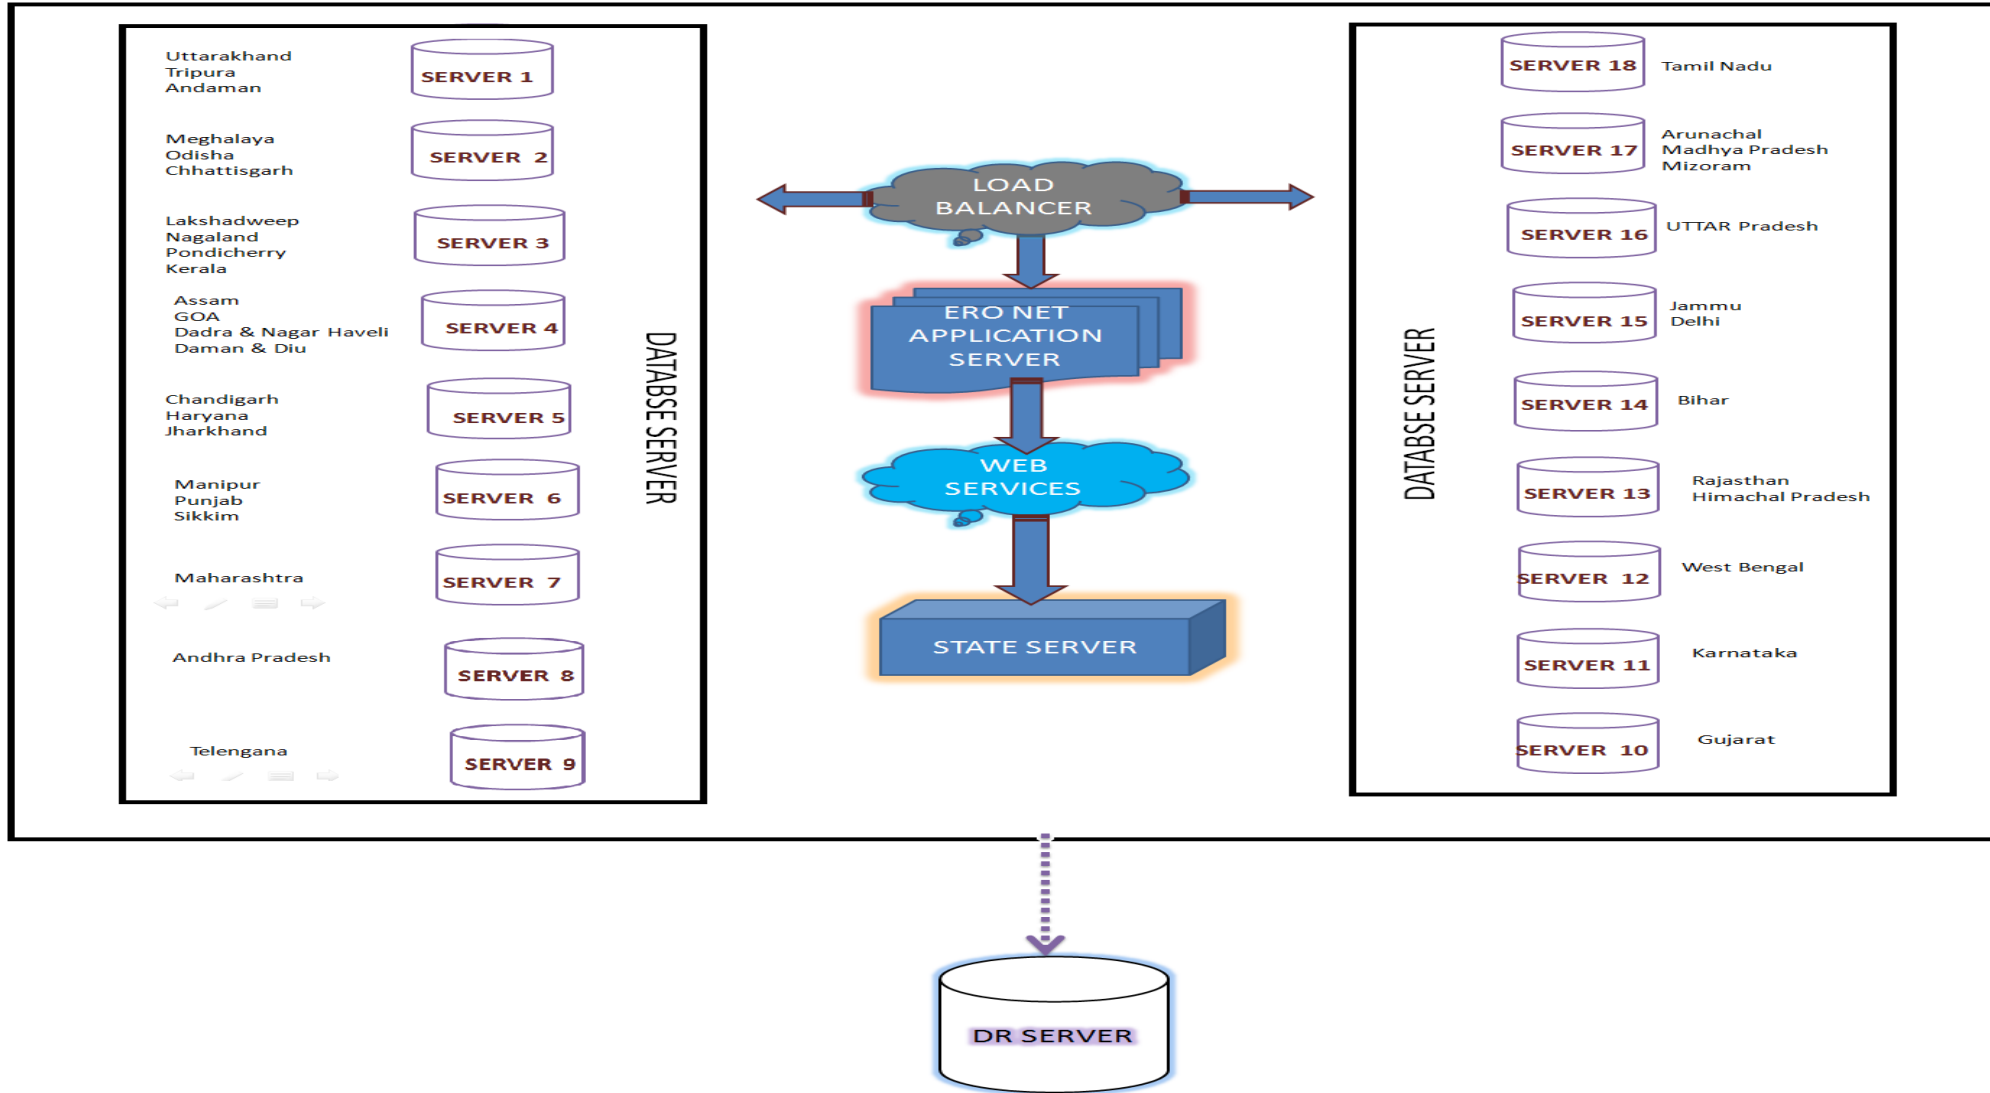 Uttarakhand
Tripura
Andaman
SERVER 1
Meghalaya
Odisha
Chhattisgarh
SERVER 2
Lakshadweep
Nagaland
Pondicherry
Kerala
SERVER 3
Assam
GOA
Dadra & Nagar Haveli
Daman & Diu
SERVER 4
Chandigarh
Haryana
Jharkhand
SERVER 5
Manipur
Punjab
Sikkim
SERVER 6
Maharashtra
SERVER 7
Andhra Pradesh
SERVER 8
Telengana
SERVER 9
DATABSE SERVER
LOAD
BALANCER
ERO NET
APPLICATION
SERVER
WEB
SERVICES
STATE SERVER
DATABSE SERVER
SERVER 18
Tamil Nadu
SERVER 17
Arunachal
Madhya Pradesh
Mizoram
SERVER 16
UTTAR Pradesh
SERVER 15
Jammu
Delhi
SERVER 14
Bihar
SERVER 13
Rajasthan
Himachal Pradesh
SERVER 12
West Bengal
SERVER 11
Karnataka
SERVER 10
Gujarat
DR SERVER